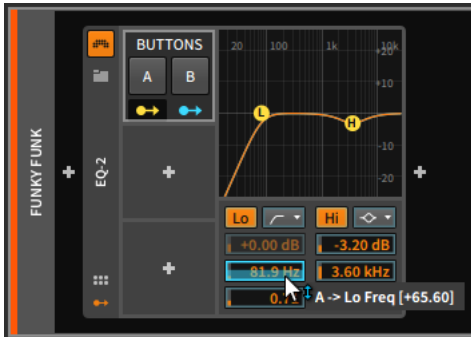 FUNKY FUNK
EQ-2
BUTTONS
A B
20 100 1k 10k
+20
+10
-10
-20
L
H
Lo Hi
+0.00 dB -3.20 dB
81.9 Hz 3.60 kHz
A -> Lo Freq [+65.60]